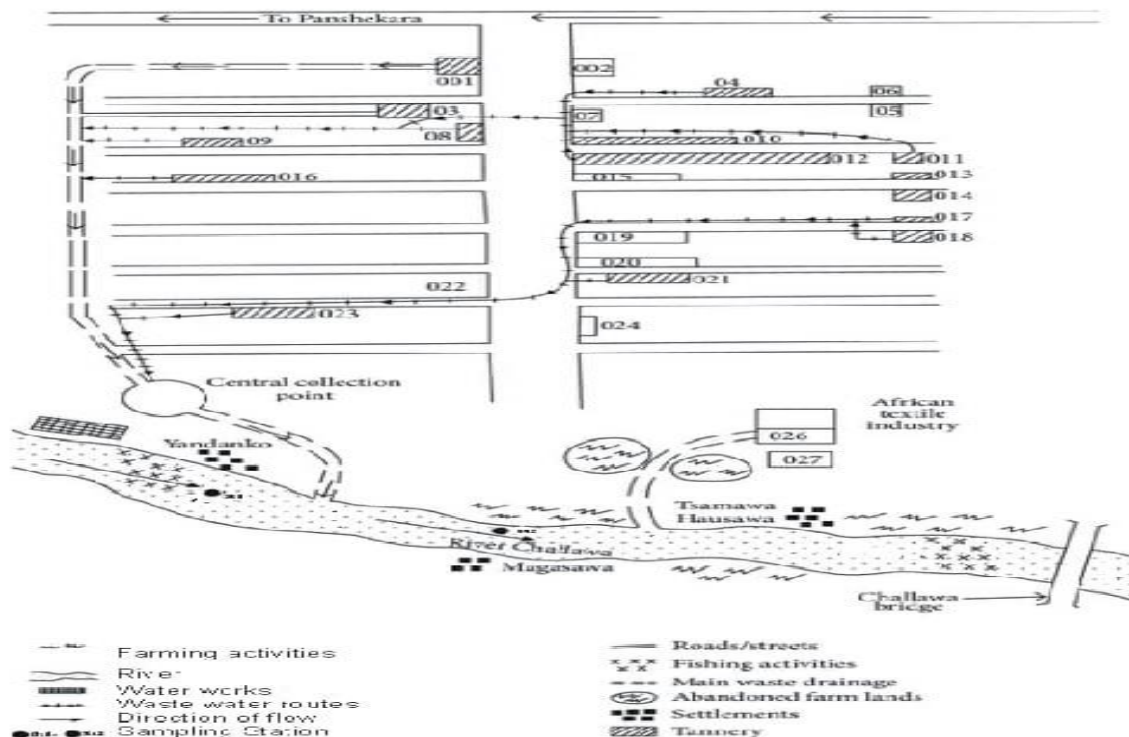 To Panshekara
001
002
04
06
03
07
05
08
09
010
012
011
016
015
013
014
017
019
018
020
022
021
023
024
Central collection
point
African
textile
industry
026
Yandanko
027
Tsamawa
Hausawa
River Challawa
Magasawa
Challawa
bridge
Farming activities
River
Water works
Waste water routes
Direction of flow
Sampling Station
Roads/streets
Fishing activities
Main waste drainage
Abandoned farm lands
Settlements
Tannery